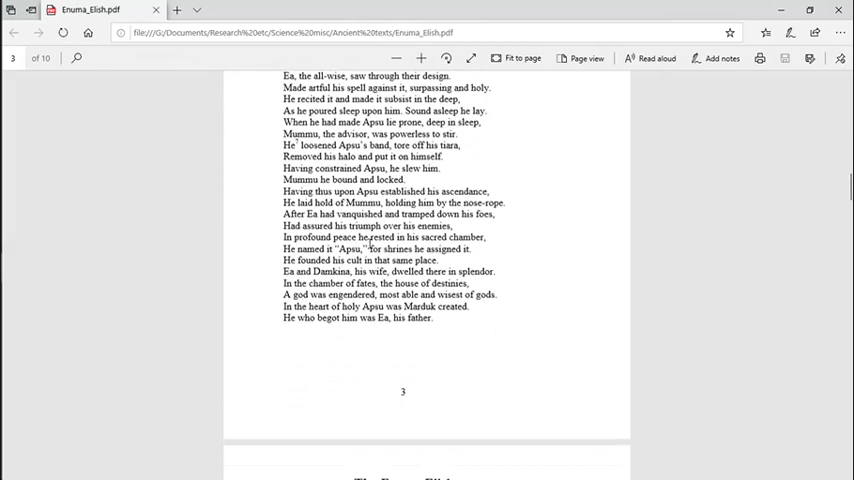 Enuma_Elish.pdf
file:///G:/Documents/Research%20etc/Science%20misc/Ancient%20texts/Enuma_Elish.pdf
3 of 10 Fit to page Page view Read aloud Add notes
Ea, the all-wise, saw through their design.
Made artful his spell against it, surpassing and holy.
He recited it and made it subsist in the deep,
As he poured sleep upon him. Sound asleep he lay.
When he had made Apsu lie prone, deep in sleep,
Mummu, the advisor, was powerless to stir.
He7 loosened Apsu's band, tore off his tiara,
Removed his halo and put it on himself.
Having constrained Apsu, he slew him.
Mummu he bound and locked.
Having thus upon Apsu established his ascendance,
He laid hold of Mummu, holding him by the nose-rope.
After Ea had vanquished and tramped down his foes,
Had assured his triumph over his enemies,
In profound peace he rested in his sacred chamber,
He named it "Apsu," for shrines he assigned it.
He founded his cult in that same place.
Ea and Damkina, his wife, dwelled there in splendor.
In the chamber of fates, the house of destinies,
A god was engendered, most able and wisest of gods.
In the heart of holy Apsu was Marduk created.
He who begot him was Ea, his father.
3